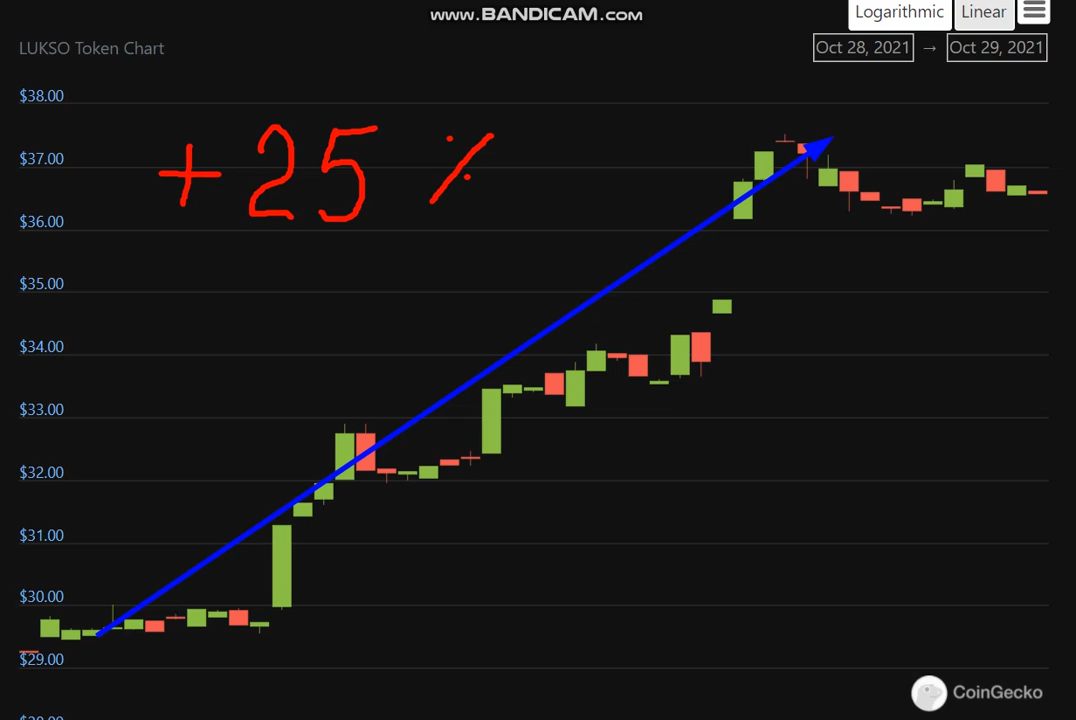 www.BANDICAM.com
Logarithmic Linear
LUKSO Token Chart
Oct 28, 2021 → Oct 29, 2021
$38.00
+25 %
$37.00
$36.00
$35.00
$34.00
$33.00
$32.00
$31.00
$30.00
$29.00
CoinGecko